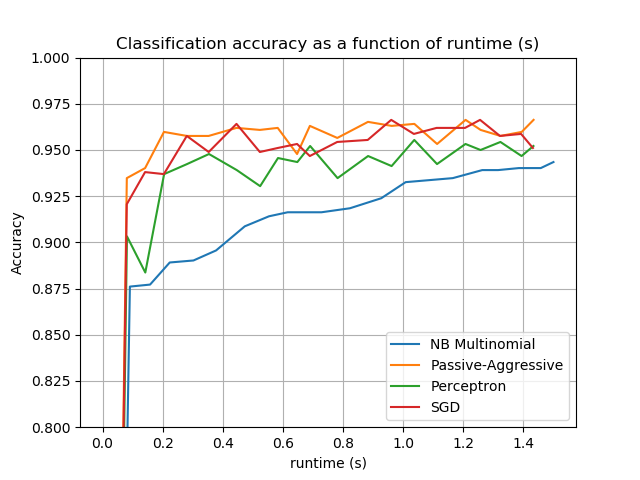 Classification accuracy as a function of runtime (s)
1.000
0.975
0.950
0.925
0.900
0.875
0.850
0.825
0.800
Accuracy
NB Multinomial
Passive-Aggressive
Perceptron
SGD
0.0 0.2 0.4 0.6 0.8 1.0 1.2 1.4
runtime (s)